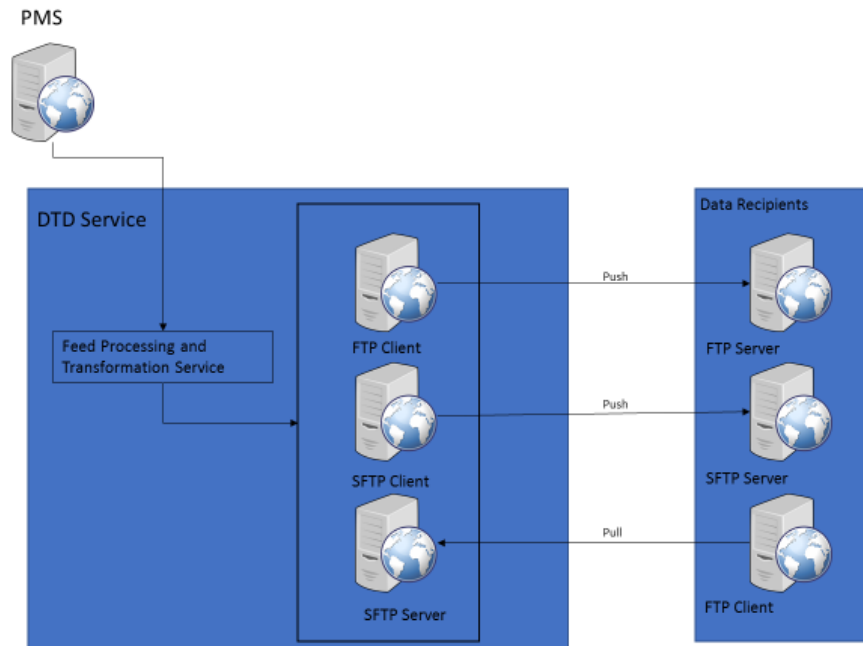 PMS
DTD Service
Data Recipients
Push
FTP Client
FTP Server
Feed Processing and
Transformation Service
Push
SFTP Client
SFTP Server
Pull
SFTP Server
FTP Client